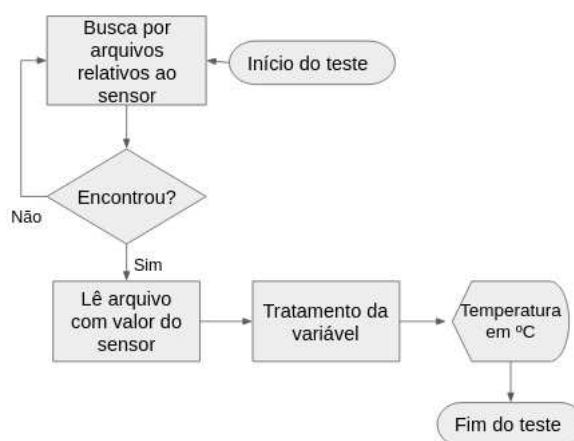 Início do teste
Busca por
arquivos
relativos ao
sensor
Encontrou?
Não
Sim
Lê arquivo
com valor do
sensor
Tratamento da
variável
Temperatura
em ºC
Fim do teste